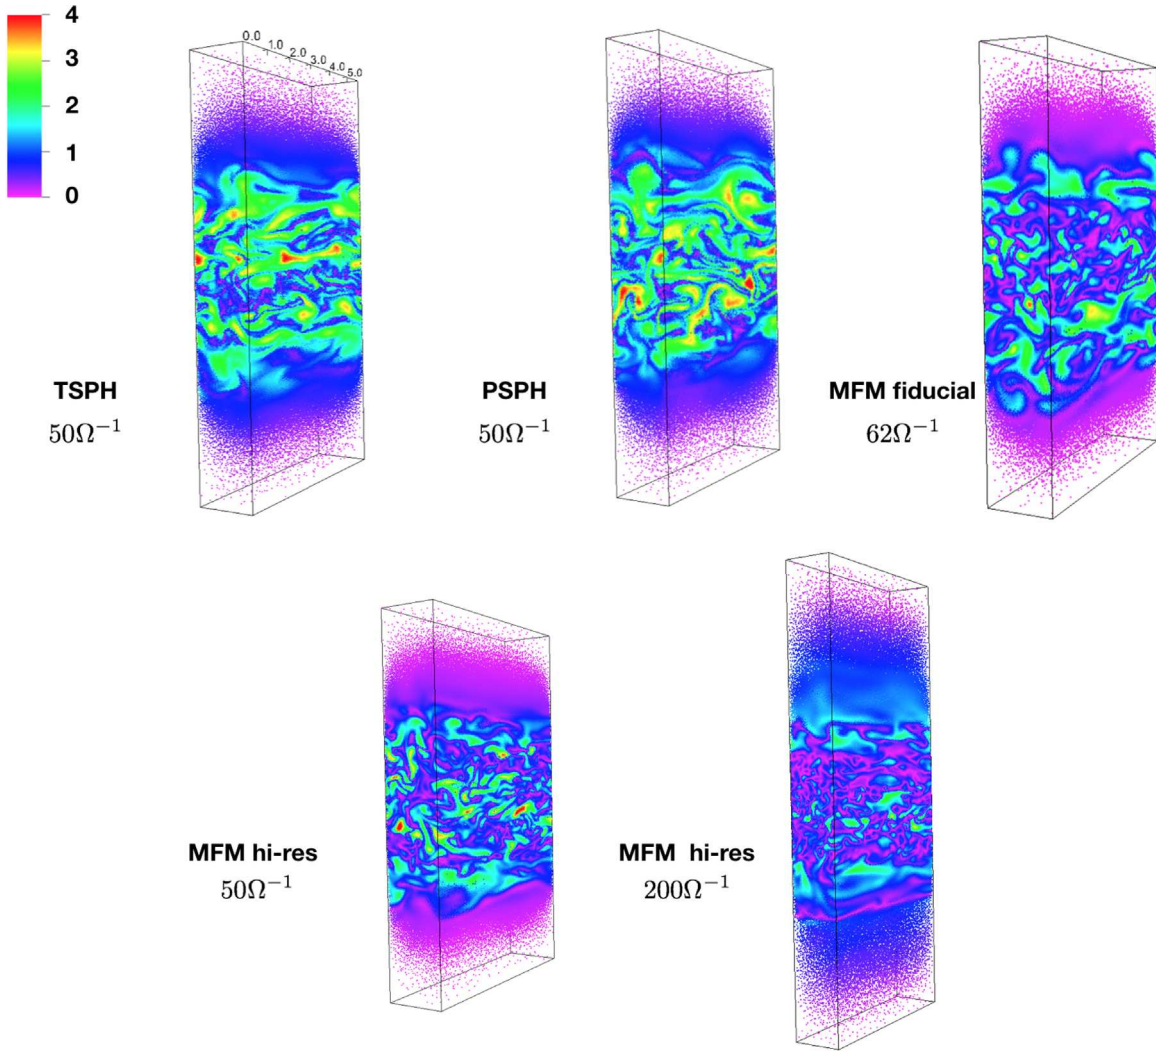 4
3
2
1
0
0.0 1.0 2.0 3.0 4.0 5.0
TSPH
50Ω⁻¹
PSPH
50Ω⁻¹
MFM fiducial
62Ω⁻¹
MFM hi-res
50Ω⁻¹
MFM hi-res
200Ω⁻¹